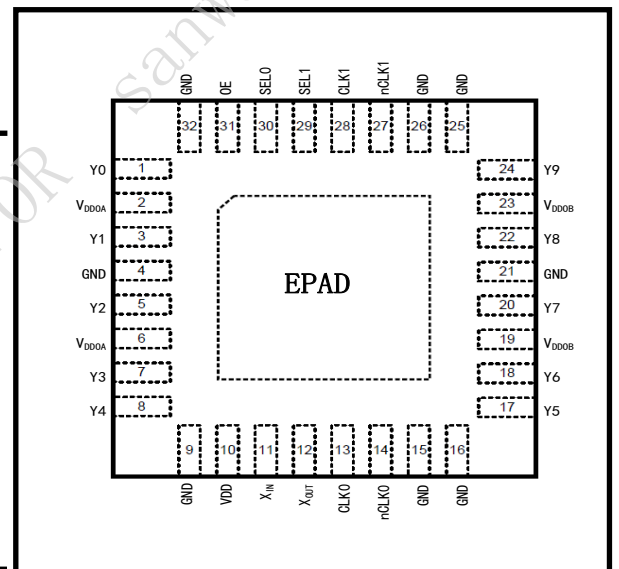 sanw
OR
GND OE SEL0 SEL1 CLK1 nCLK1 GND GND
32 31 30 29 28 27 26 25
Y0 1 24 Y9
VDDOA 2 23 VDDOB
Y1 3 22 Y8
GND 4 21 GND
EPAD
Y2 5 20 Y7
VDDOA 6 19 VDDOB
Y3 7 18 Y6
Y4 8 17 Y5
9 10 11 12 13 14 15 16
GND VDD XIN XOUT CLK0 nCLK0 GND GND